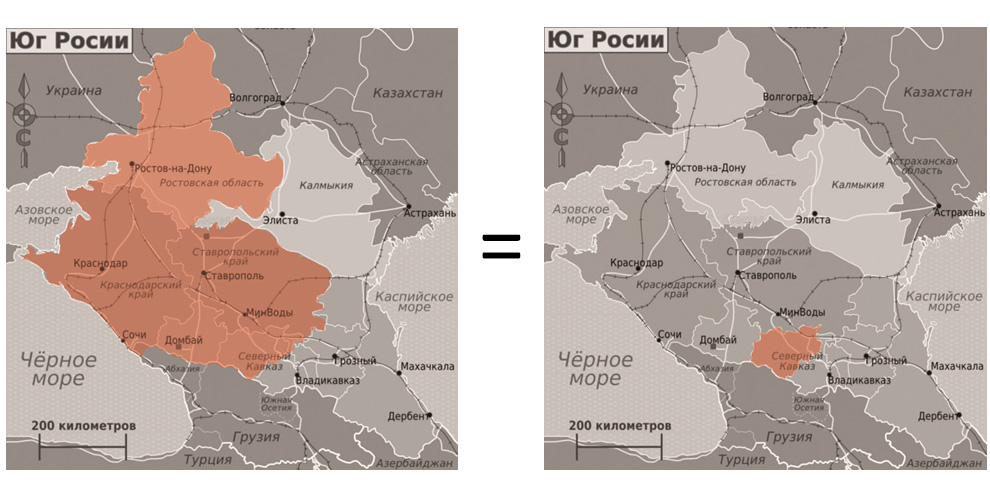 Юг Росии
Украина
Волгоград
Казахстан
С
Астраханская
область
Ростов-на-Дону
Ростовская область
Калмыкия
Азовское
море
Элиста
Астрахань
Ставропольский
край
Краснодар
Ставрополь
Краснодарский
край
Каспийское
море
МинВоды
Сочи
Домбай
Чёрное
море
Северный
Кавказ
Грозный
Абхазия
Махачкала
Владикавказ
Южная
Осетия
Дербент
200 километров
Грузия
Турция
Азербайджан
=
Юг Росии
Украина
Волгоград
Казахстан
С
Астраханская
область
Ростов-на-Дону
Ростовская область
Калмыкия
Азовское
море
Элиста
Астрахань
Ставропольский
край
Краснодар
Ставрополь
Краснодарский
край
Каспийское
море
МинВоды
Сочи
Домбай
Чёрное
море
Северный
Кавказ
Грозный
Абхазия
Махачкала
Владикавказ
Южная
Осетия
Дербент
200 километров
Грузия
Турция
Азербайджан